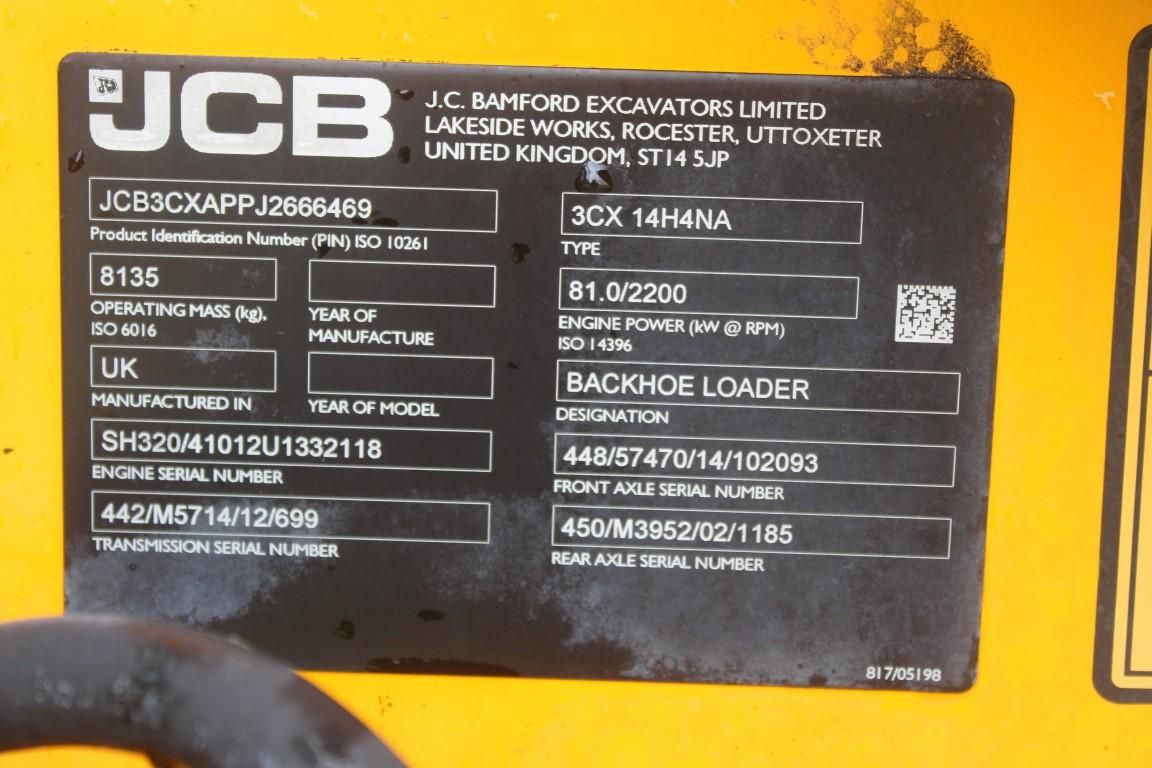 JCB
J.C. BAMFORD EXCAVATORS LIMITED
LAKESIDE WORKS, ROCESTER, UTTOXETER
UNITED KINGDOM, ST14 5JP
JCB3CXAPPJ2666469
Product Identification Number (PIN) ISO 10261
8135
OPERATING MASS (kg),
ISO 6016
YEAR OF
MANUFACTURE
UK
MANUFACTURED IN
YEAR OF MODEL
SH320/41012U1332118
ENGINE SERIAL NUMBER
442/M5714/12/699
TRANSMISSION SERIAL NUMBER
3CX 14H4NA
TYPE
81.0/2200
ENGINE POWER (kW @ RPM)
ISO 14396
BACKHOE LOADER
DESIGNATION
448/57470/14/102093
FRONT AXLE SERIAL NUMBER
450/M3952/02/1185
REAR AXLE SERIAL NUMBER
817/05198